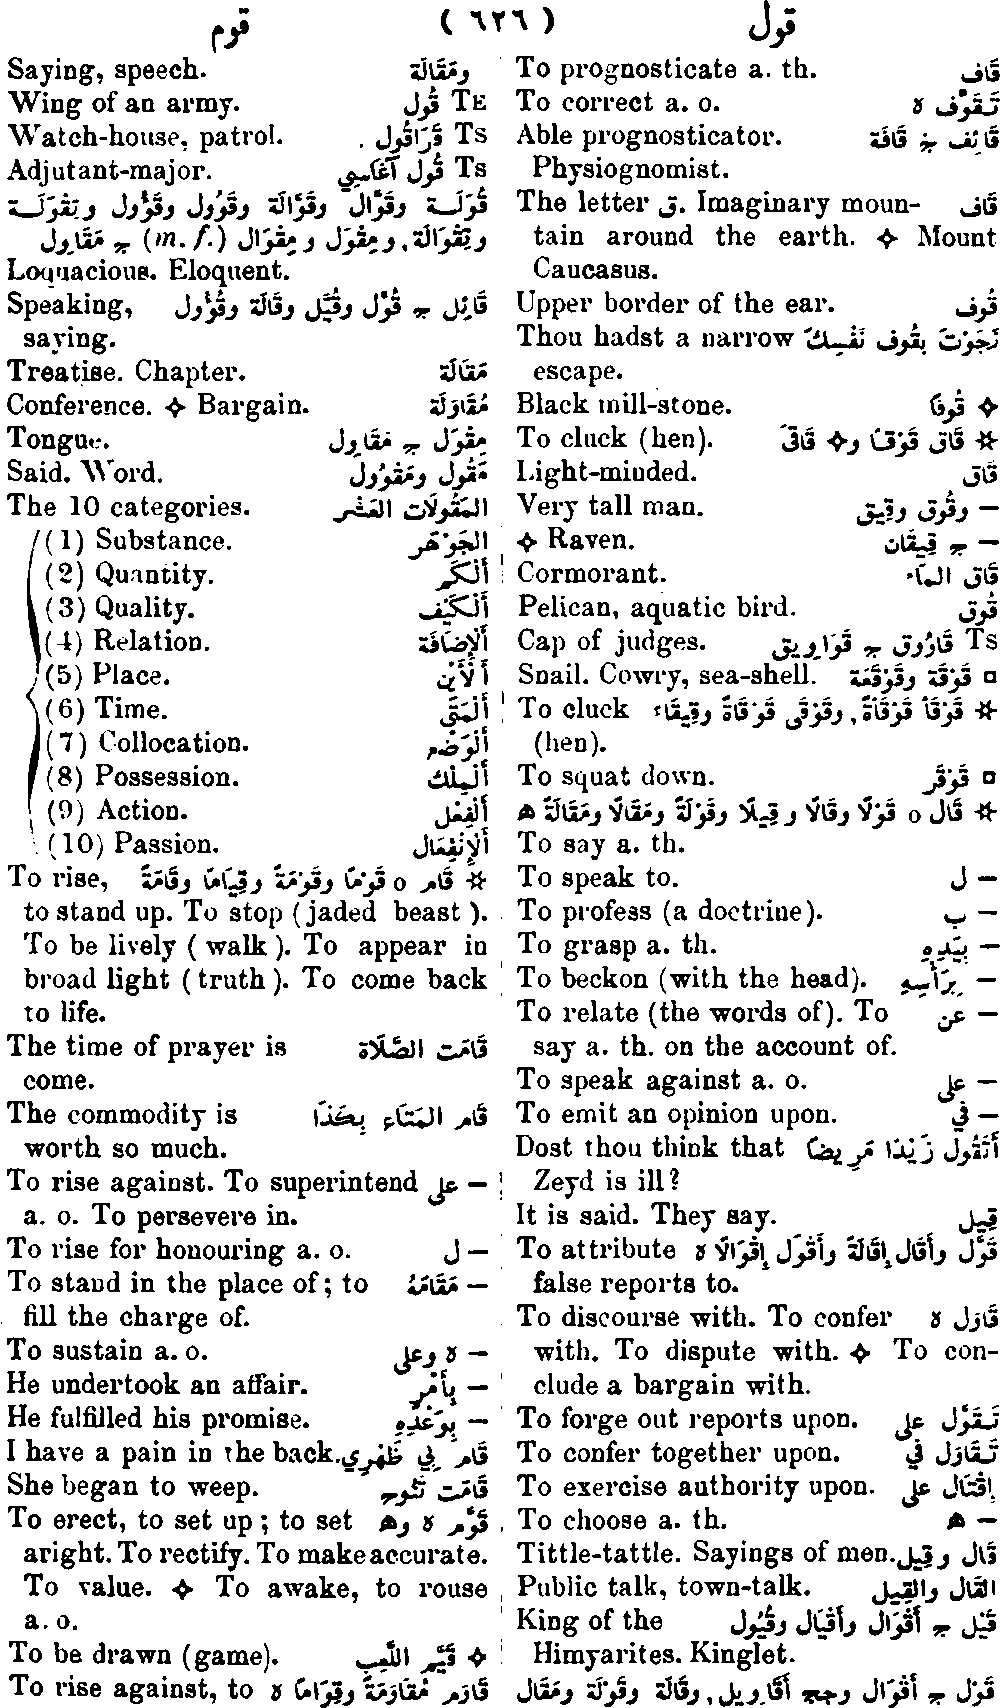 قول ( ٦٢٦ ) قوم
To prognosticate a. th. قَاف
To correct a. o. تَقَوَّف ه
Able prognosticator. قَائِف ج قَافَة
Physiognomist.
The letter ق. Imaginary moun- قَاف
tain around the earth. ✧ Mount
Caucasus.
Upper border of the ear. قُوف
Thou hadst a narrow نَجَوْتَ بِقُوف نَفْسِكَ
escape.
Black mill-stone. ✧ قُوفَا
To cluck (hen). ☆ قَاق قَوْقًا و✧ قَاقَى
Light-minded. قَاق
Very tall man. — وقُوق وقِيق
✧ Raven. — ج قِيقَان
Cormorant. قَاق المَاء
Pelican, aquatic bird. قُوق
Cap of judges. Ts قَاوُوق ج قَوَاوِيق
Snail. Cowry, sea-shell. □ قَوْقَة وقَوْقَعَة
To cluck ☆ قَوْقَأ قَوْقَأَةً, وقَوْقَى قَوْقَاةً وقِيقَاء
(hen).
To squat down. □ قَوْقَر
☆ قَال o قَوْلًا وقَالًا وقِيلًا وقَوْلَةً ومَقَالًا ومَقَالَةً ه
To say a. th.
To speak to. — ل
To profess (a doctrine). — ب
To grasp a. th. — بِيَدِهِ
To beckon (with the head). — بِرَأْسِهِ
To relate (the words of). To — عن
say a. th. on the account of.
To speak against a. o. — على
To emit an opinion upon. — في
Dost thou think that أَتَقُولُ زَيْدًا مَرِيضًا
Zeyd is ill?
It is said. They say. قِيل
To attribute قَوَّل وأَقَال إِقَالَةً وأَقْوَل إِقْوَالًا ه
false reports to.
To discourse with. To confer قَاوَل ه
with. To dispute with. ✧ To con-
clude a bargain with.
To forge out reports upon. تَقَوَّل على
To confer together upon. تَقَاوَل في
To exercise authority upon. إِقْتَال على
To choose a. th. — ه
Tittle-tattle. Sayings of men. قَال وقِيل
Public talk, town-talk. القَال والقِيل
King of the قَيْل ج أَقْوَال وأَقْيَال وقُيُول
Himyarites. Kinglet.
قَوْل ج أَقْوَال وجج أَقَاوِيل, وقَالَة وقَوْلَة ومَقَال
Saying, speech. ومَقَالَة
Wing of an army. TE قُول
Watch-house, patrol. Ts قَرَاقُول
Adjutant-major. Ts قُول آغَاسِي
قُوَلَة وقَوَّال وقَوَّالَة وقَوُول وقَؤُول وتِقْوَلَة
وتِقْوَالَة, ومِقْوَل ومِقْوَال (m. f.) ج مَقَاوِل
Loquacious. Eloquent.
Speaking, قَائِل ج قُوَّل وقُيَّل وقَالَة وقُؤُول
saying.
Treatise. Chapter. مَقَالَة
Conference. ✧ Bargain. مُقَاوَلَة
Tongue. مِقْوَل ج مَقَاوِل
Said. Word. مَقُول ومَقْوُول
The 10 categories. المَقُولَات العَشْر
(1) Substance. الجَوْهَر
(2) Quantity. أَلْكَم
(3) Quality. أَلْكَيْف
(4) Relation. أَلْإِضَافَة
(5) Place. أَلْأَيْن
(6) Time. أَلْمَتَى
(7) Collocation. أَلْوَضْع
(8) Possession. أَلْمِلْك
(9) Action. أَلْفِعْل
(10) Passion. أَلْإِنْفِعَال
To rise, ☆ قَام o قَوْمًا وقَوْمَةً وقِيَامًا وقَامَةً
to stand up. To stop (jaded beast).
To be lively (walk). To appear in
broad light (truth). To come back
to life.
The time of prayer is قَامَت الصَّلَاة
come.
The commodity is قَام المَتَاع بِكَذَا
worth so much.
To rise against. To superintend — على
a. o. To persevere in.
To rise for honouring a. o. — ل
To stand in the place of; to — مَقَامَهُ
fill the charge of.
To sustain a. o. — ه وعلى
He undertook an affair. — بِأَمْرٍ
He fulfilled his promise. — بِوَعْدِهِ
I have a pain in the back. قَام بِي ظَهْرِي
She began to weep. قَامَت تَنُوح
To erect, to set up; to set قَوَّم ه وه
aright. To rectify. To make accurate.
To value. ✧ To awake, to rouse
a. o.
To be drawn (game). ✧ قَيَّم اللَّعِب
To rise against, to قَاوَم مُقَاوَمَةً وقِوَامًا ه